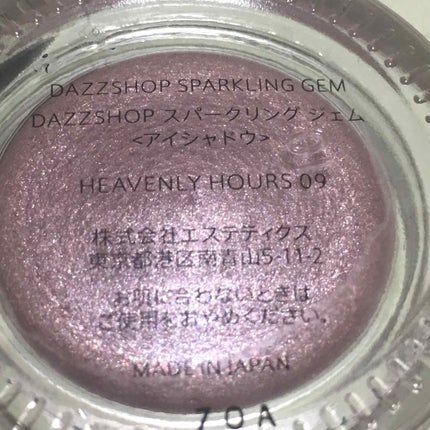 DAZZSHOP SPARKLING GEM
DAZZSHOP スパークリング ジェム
<アイシャドウ>
HEAVENLY HOURS 09
株式会社エステティクス
東京都港区南青山5-11-2
お肌に合わないときは
ご使用をおやめください。
MADE IN JAPAN
70A